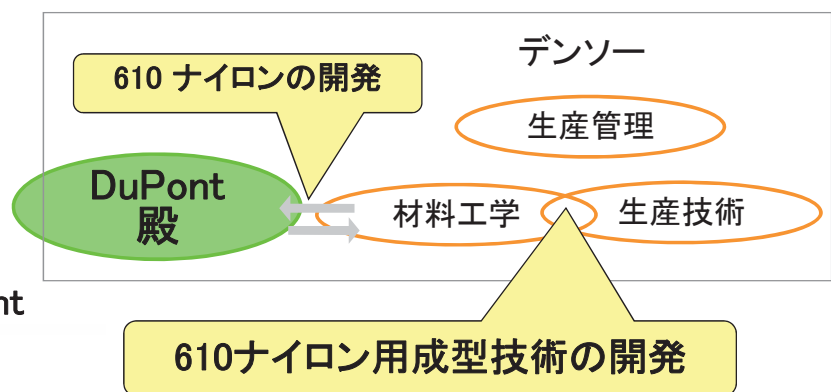 デンソー
610 ナイロンの開発
生産管理
DuPont
殿
材料工学
生産技術
nt
610ナイロン用成型技術の開発